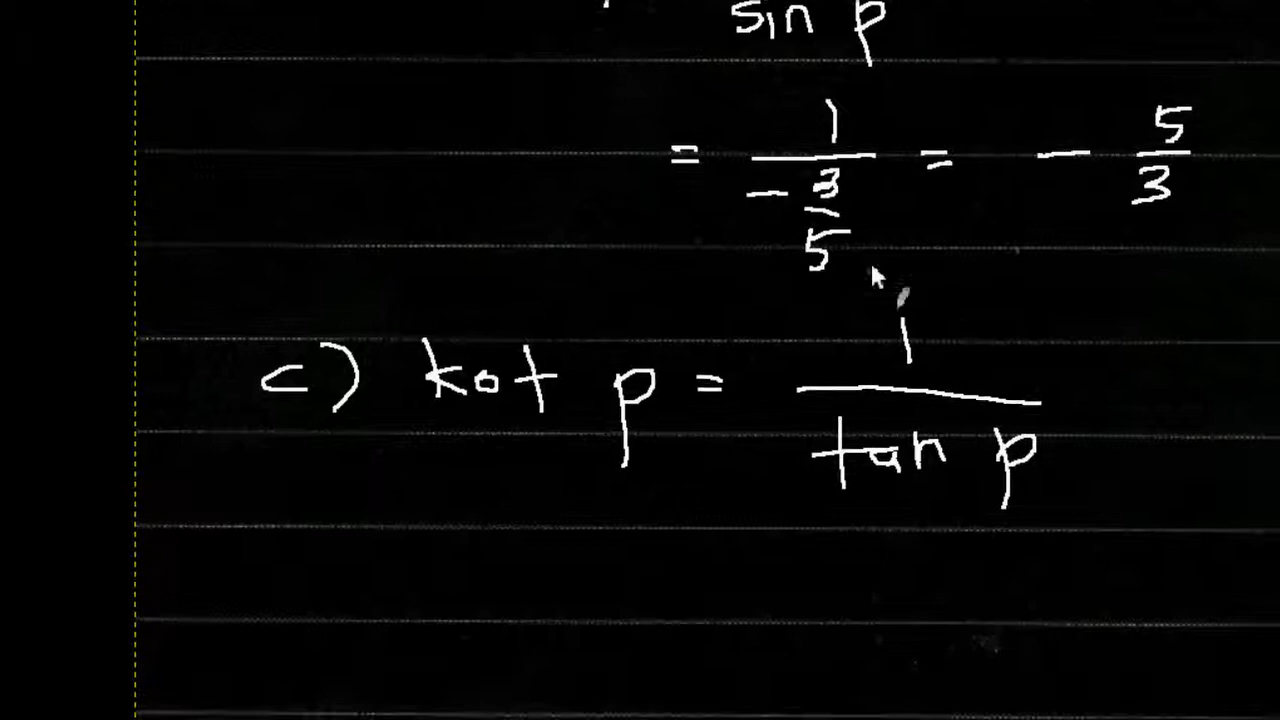 sin p
= 1 / - 3/5 = - 5/3
c) kot p = 1 / tan p